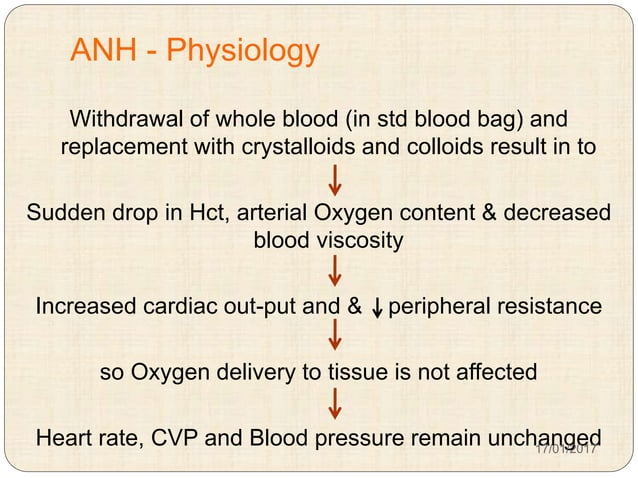 ANH - Physiology
Withdrawal of whole blood (in std blood bag) and
replacement with crystalloids and colloids result in to
Sudden drop in Hct, arterial Oxygen content & decreased
blood viscosity
Increased cardiac out-put and & ↓ peripheral resistance
so Oxygen delivery to tissue is not affected
Heart rate, CVP and Blood pressure remain unchanged
17/01/2017